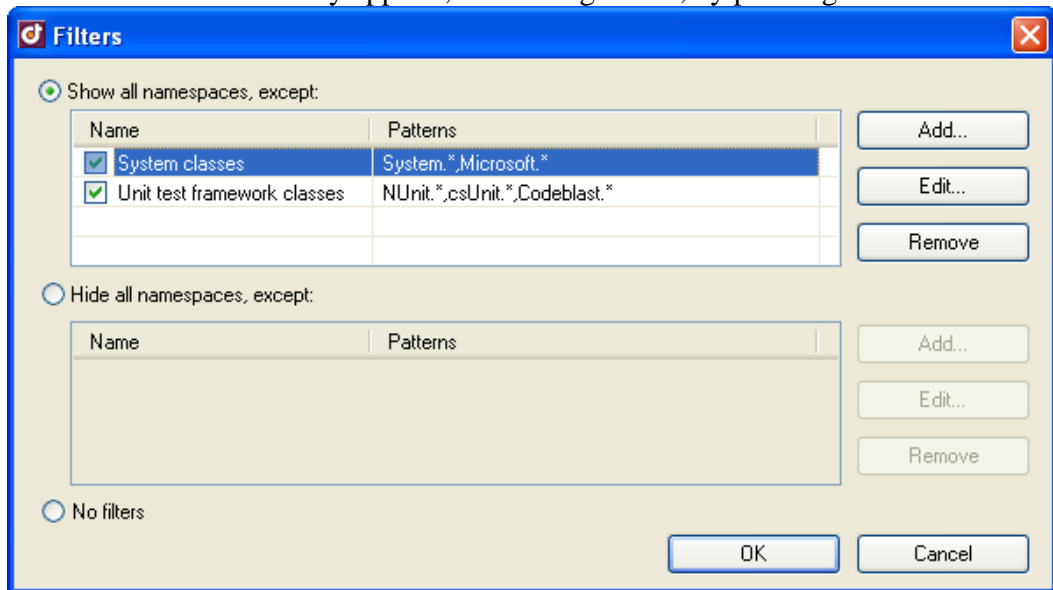 Filters
Show all namespaces, except:
Name Patterns Add...
System classes System.*,Microsoft.*
Unit test framework classes NUnit.*,csUnit.*,Codeblast.* Edit...
Remove
Hide all namespaces, except:
Name Patterns Add...
Edit...
Remove
No filters
OK Cancel